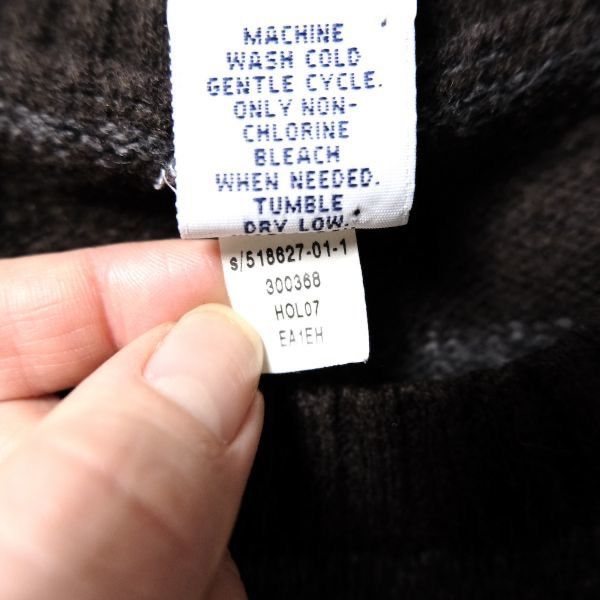 MACHINE
WASH COLD
GENTLE CYCLE.
ONLY NON-
CHLORINE
BLEACH
WHEN NEEDED.
TUMBLE
DRY LOW.
s/518627-01-1
300368
HOL07
EA1EH